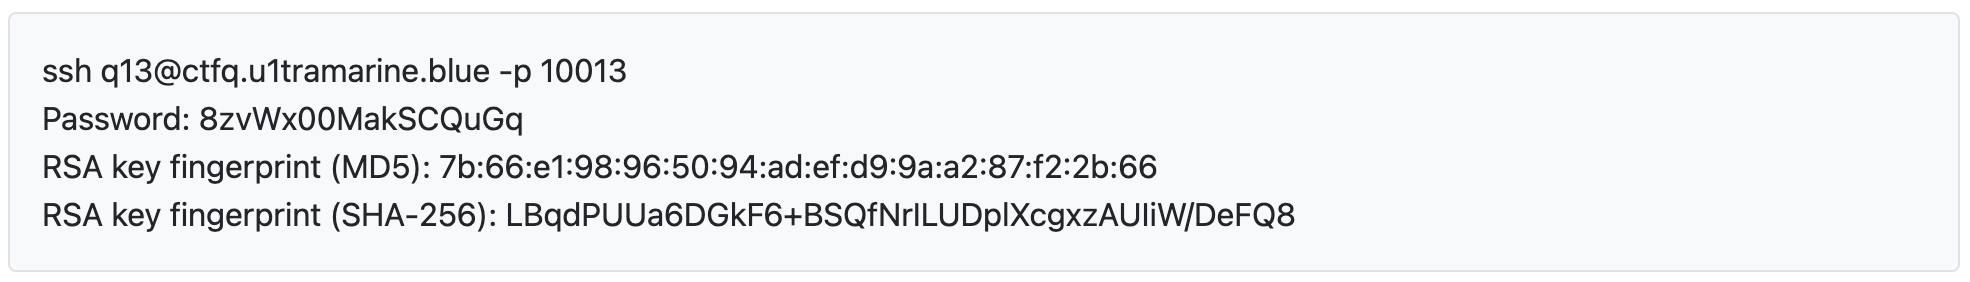 ssh q13@ctfq.u1tramarine.blue -p 10013
Password: 8zvWx00MakSCQuGq
RSA key fingerprint (MD5): 7b:66:e1:98:96:50:94:ad:ef:d9:9a:a2:87:f2:2b:66
RSA key fingerprint (SHA-256): LBqdPUUa6DGkF6+BSQfNrILUDplXcgxzAUIiW/DeFQ8